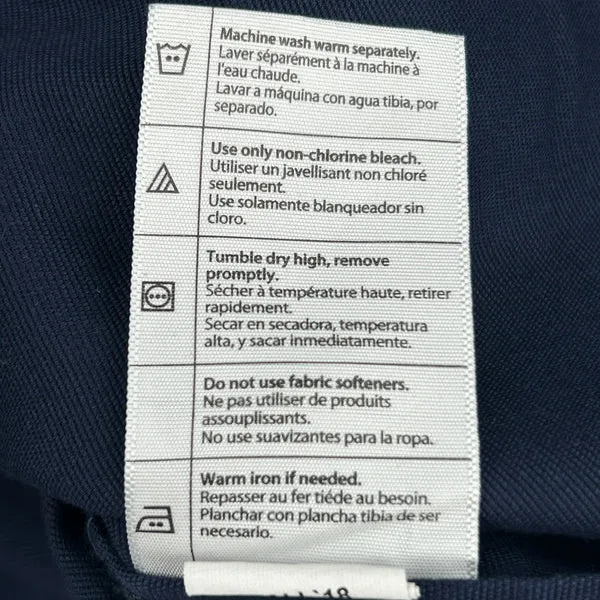 Machine wash warm separately.
Laver séparément à la machine à
l'eau chaude.
Lavar a máquina con agua tibia, por
separado.
Use only non-chlorine bleach.
Utiliser un javellisant non chloré
seulement.
Use solamente blanqueador sin
cloro.
Tumble dry high, remove
promptly.
Sécher à température haute, retirer
rapidement.
Secar en secadora, temperatura
alta, y sacar inmediatamente.
Do not use fabric softeners.
Ne pas utiliser de produits
assouplissants.
No use suavizantes para la ropa.
Warm iron if needed.
Repasser au fer tiéde au besoin.
Planchar con plancha tibia de ser
necesario.